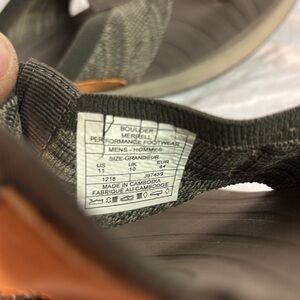 BOULDER
MERRELL
PERFORMANCE FOOTWEAR
MENS - HOMMES
SIZE-GRANDEUR
US UK EUR
11 10 44
1218 J97439
MADE IN CAMBODIA
FABRIQUE AU CAMBODGE